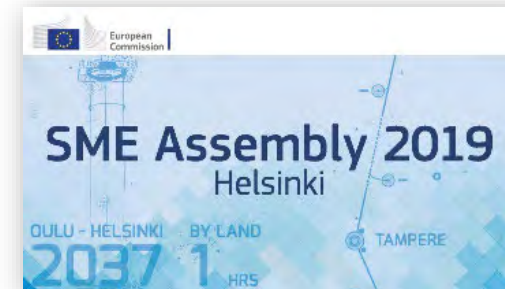 European
Commission
SME Assembly 2019
Helsinki
OULU - HELSINKI BY LAND
2037 1 HRS
TAMPERE